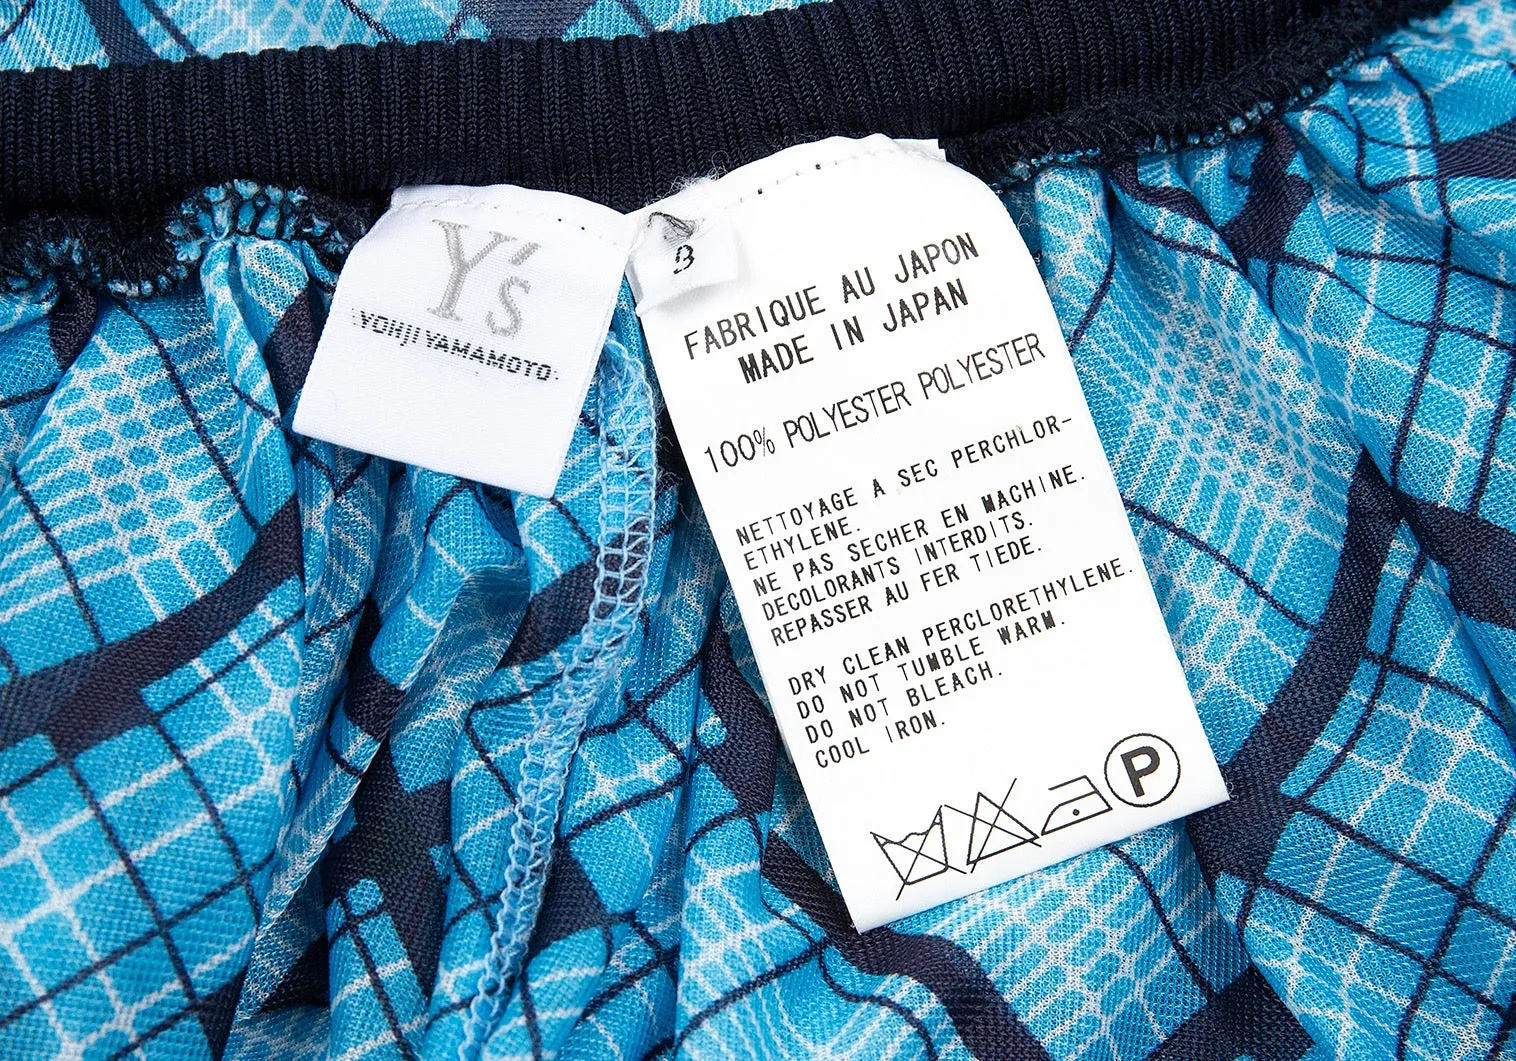 Y's
YOHJI YAMAMOTO
3
FABRIQUE AU JAPON
MADE IN JAPAN
100% POLYESTER POLYESTER
NETTOYAGE A SEC PERCHLOR-
ETHYLENE.
NE PAS SECHER EN MACHINE.
DECOLORANTS INTERDITS.
REPASSER AU FER TIEDE.
DRY CLEAN PERCLORETHYLENE.
DO NOT TUMBLE WARM.
DO NOT BLEACH.
COOL IRON.
P